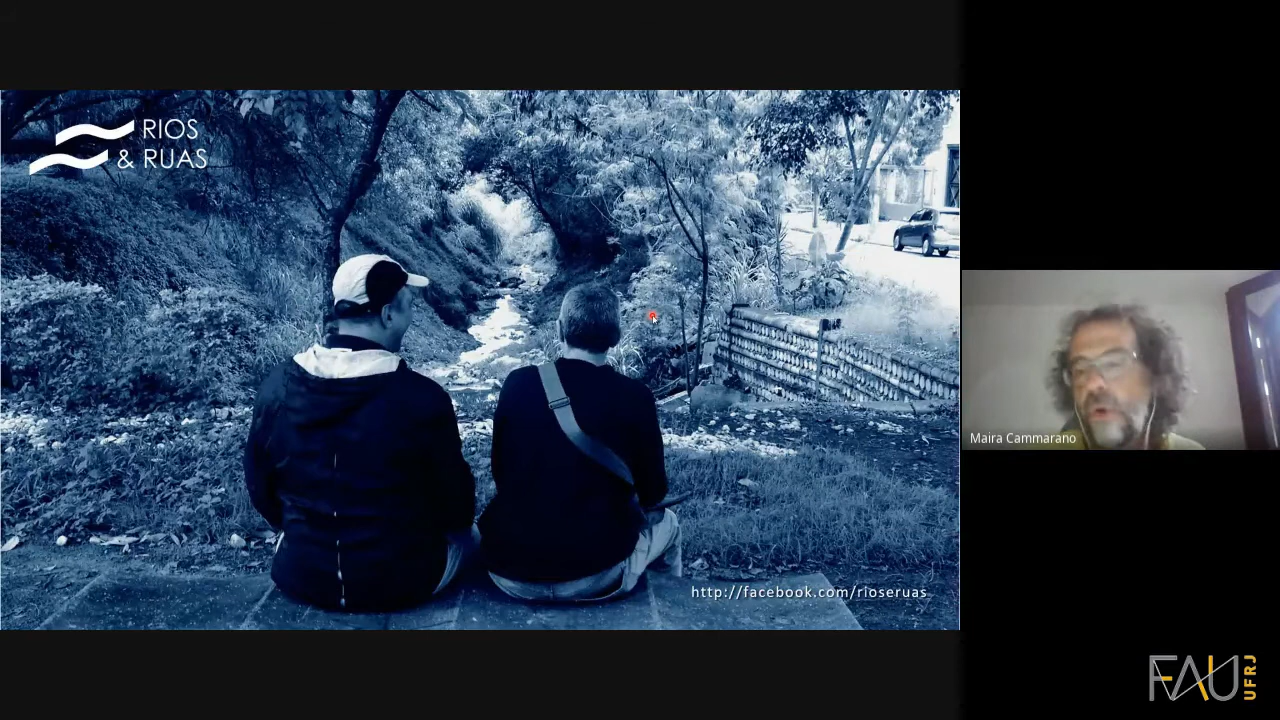 RIOS
& RUAS
http://facebook.com/rioseruas
Maira Cammarano
FAU
UFRJ